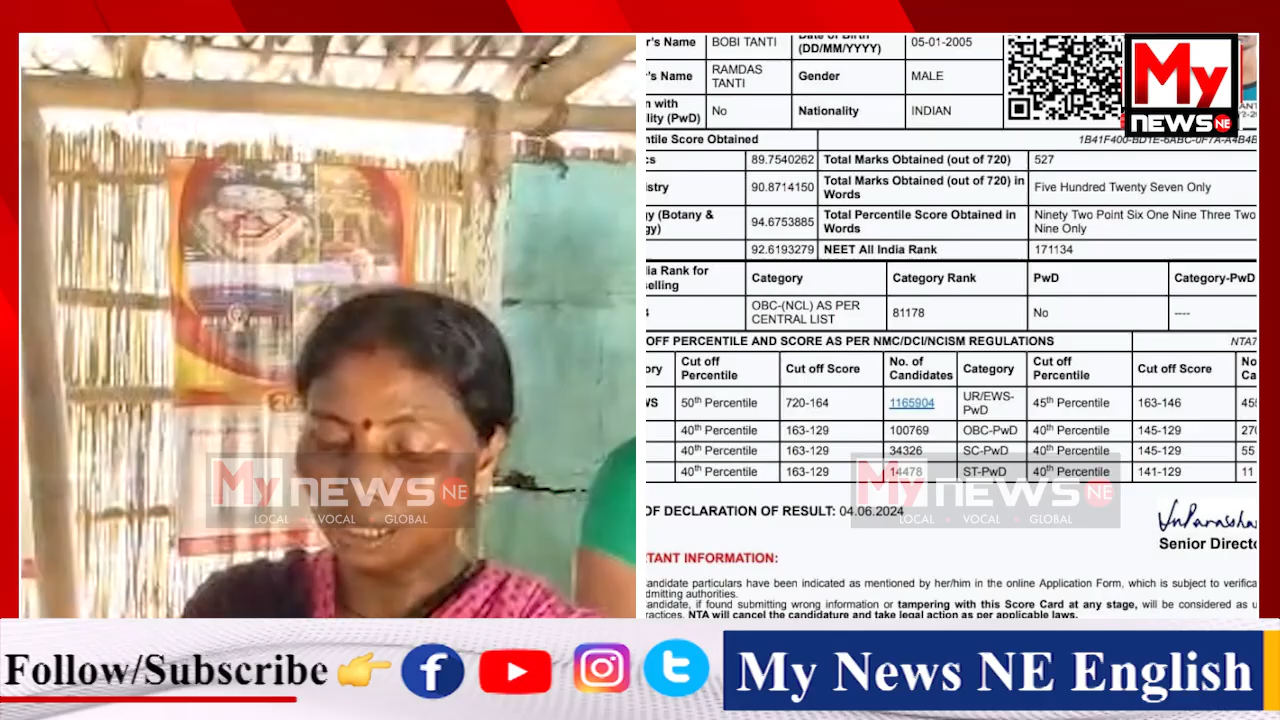 My
NEWS NE
's Name BOBI TANTI Date of Birth (DD/MM/YYYY) 05-01-2005
's Name RAMDAS TANTI Gender MALE
n with lity (PwD) No Nationality INDIAN
ntile Score Obtained 1B41F400-BD1E-6ABC-0F7A-A4B4B
cs 89.7540262 Total Marks Obtained (out of 720) 527
istry 90.8714150 Total Marks Obtained (out of 720) in Words Five Hundred Twenty Seven Only
gy (Botany & gy) 94.6753885 Total Percentile Score Obtained in Words Ninety Two Point Six One Nine Three Two Nine Only
92.6193279 NEET All India Rank 171134
dia Rank for selling Category Category Rank PwD Category-PwD
OBC-(NCL) AS PER CENTRAL LIST 81178 No ----
OFF PERCENTILE AND SCORE AS PER NMC/DCI/NCISM REGULATIONS NTA7
ory Cut off Percentile Cut off Score No. of Candidates Category Cut off Percentile Cut off Score No Ca
WS 50th Percentile 720-164 1165904 UR/EWS-PwD 45th Percentile 163-146 455
40th Percentile 163-129 100769 OBC-PwD 40th Percentile 145-129 270
40th Percentile 163-129 34326 SC-PwD 40th Percentile 145-129 55
40th Percentile 163-129 14478 ST-PwD 40th Percentile 141-129 11
My NEWS NE
LOCAL VOCAL GLOBAL
My NEWS NE
LOCAL VOCAL GLOBAL
OF DECLARATION OF RESULT: 04.06.2024
Senior Directo
TANT INFORMATION:
andidate particulars have been indicated as mentioned by her/him in the online Application Form, which is subject to verifica
dmitting authorities.
andidate, if found submitting wrong information or tampering with this Score Card at any stage, will be considered as u
ractices. NTA will cancel the candidature and take legal action as per applicable laws.
Follow/Subscribe
My News NE English